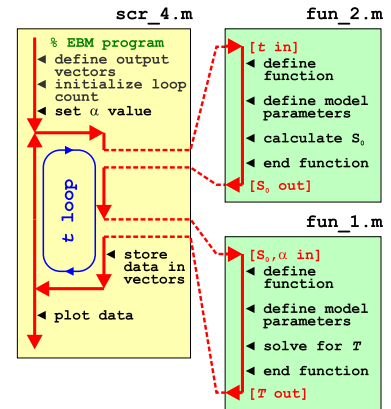 scr_4.m
% EBM program
define output
vectors
initialize loop
count
set α value
t loop
store
data in
vectors
plot data
fun_2.m
[t in]
define
function
define model
parameters
calculate S₀
end function
[S₀ out]
fun_1.m
[S₀,α in]
define
function
define model
parameters
solve for T
end function
[T out]